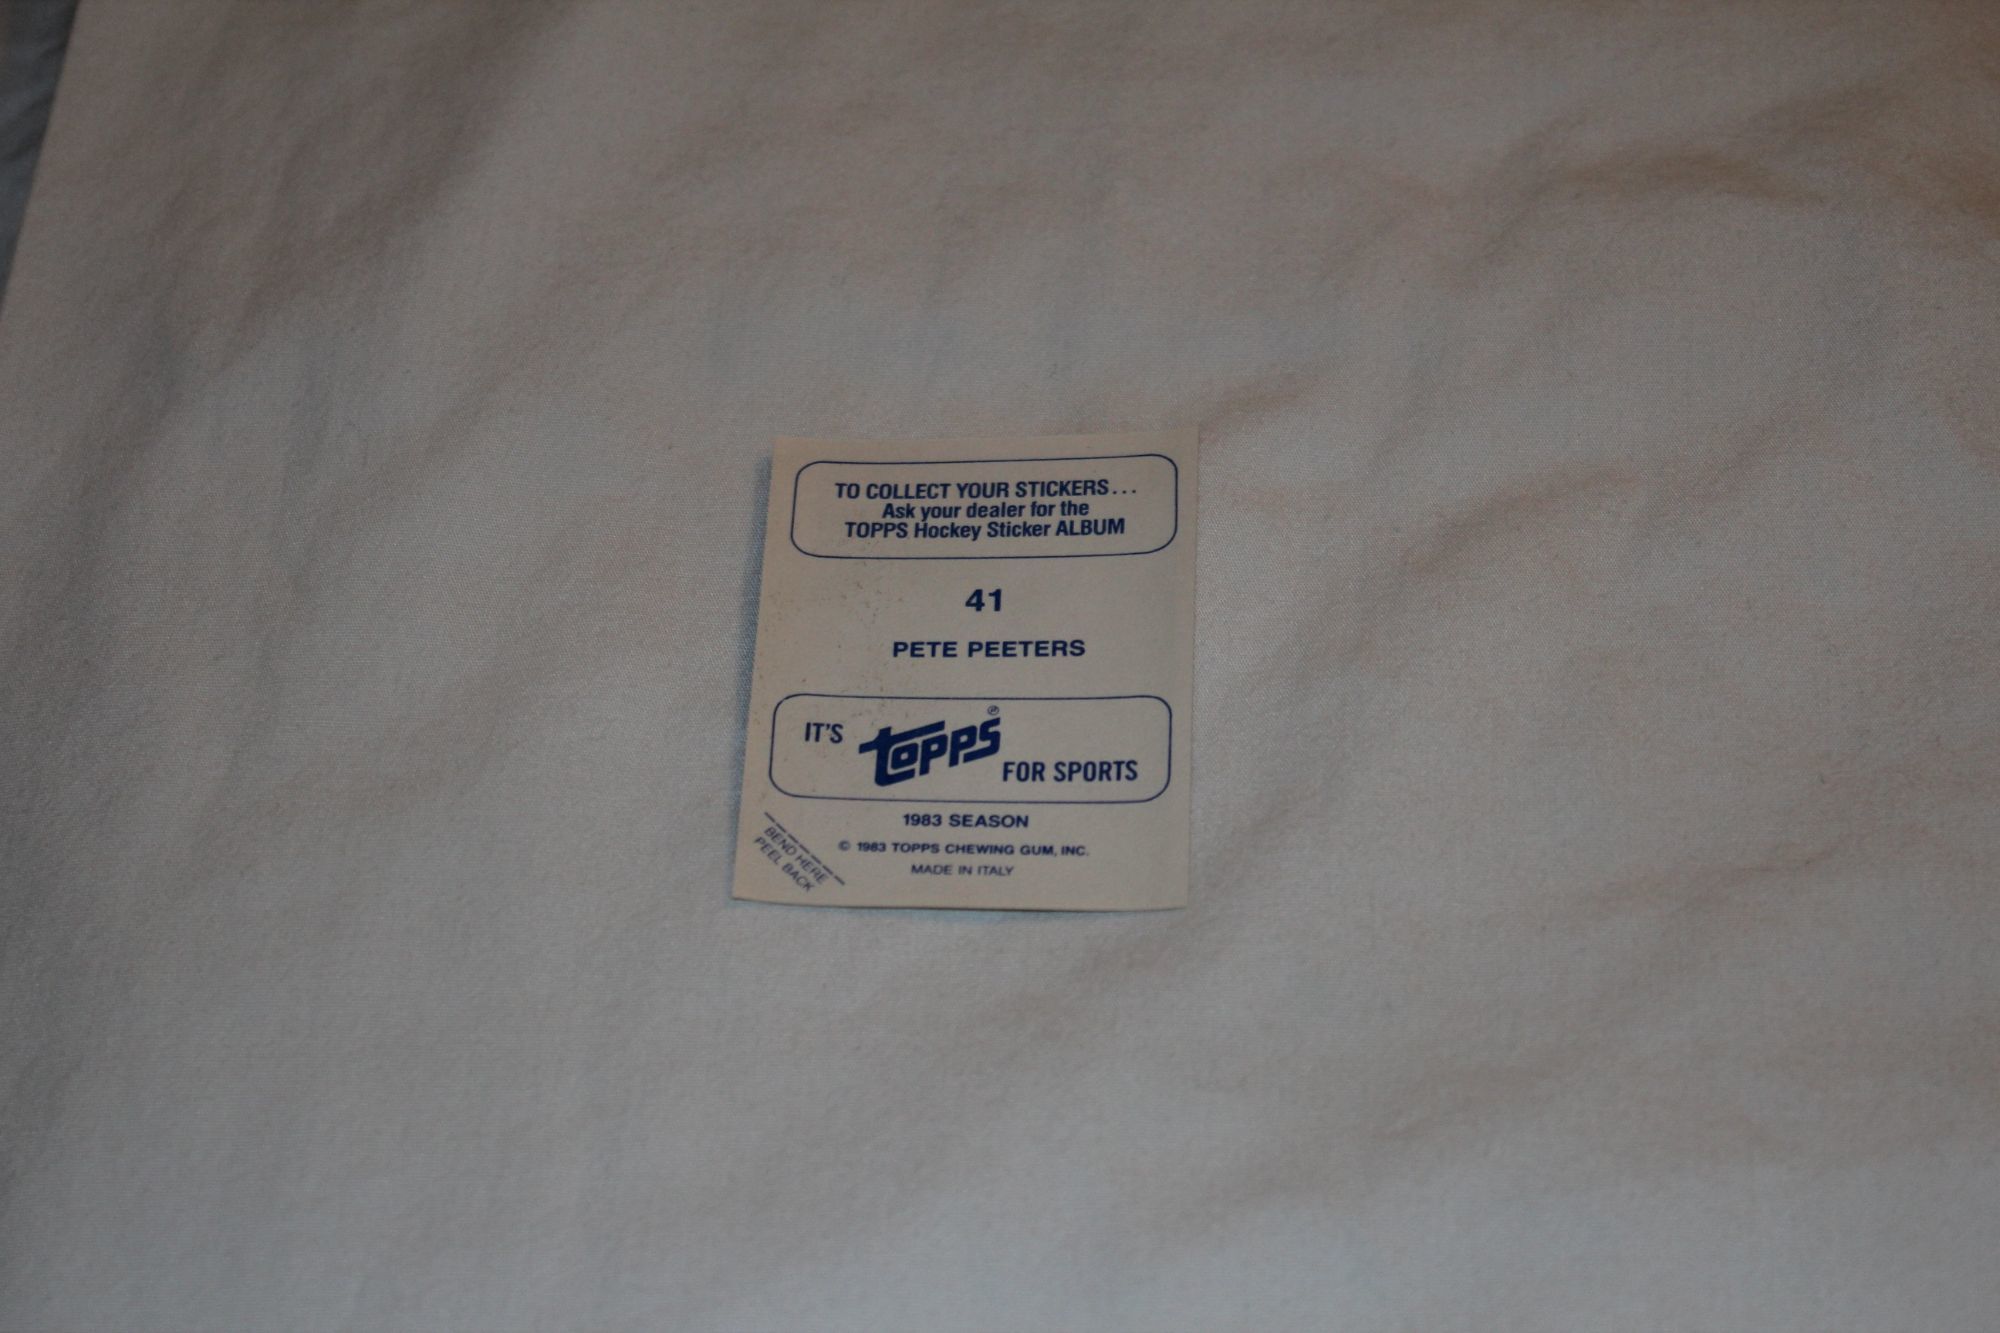 TO COLLECT YOUR STICKERS...
Ask your dealer for the
TOPPS Hockey Sticker ALBUM
41
PETE PEETERS
IT'S topps® FOR SPORTS
1983 SEASON
© 1983 TOPPS CHEWING GUM, INC.
MADE IN ITALY
BEND HERE
PEEL BACK